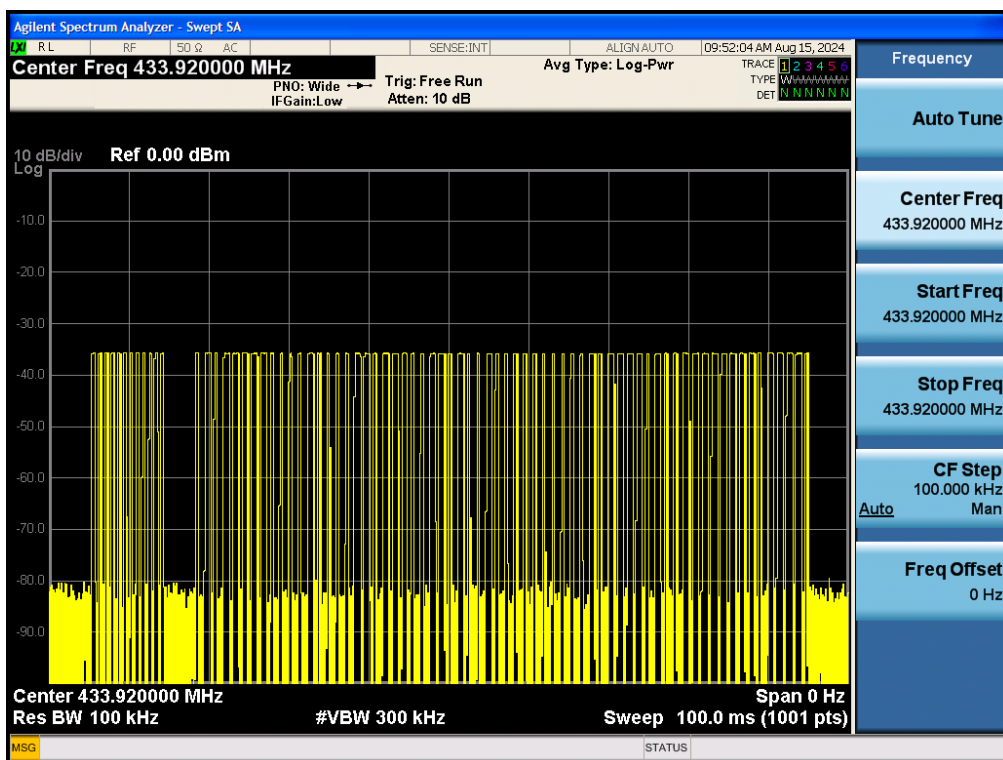 Agilent Spectrum Analyzer - Swept SA
LXI RL RF 50 Ω AC SENSE:INT ALIGN AUTO 09:52:04 AM Aug 15, 2024
Center Freq 433.920000 MHz
PNO: Wide
IFGain:Low
Trig: Free Run
Atten: 10 dB
Avg Type: Log-Pwr
TRACE 1 2 3 4 5 6
TYPE W
DET N N N N N N
10 dB/div Ref 0.00 dBm
Log
-10.0
-20.0
-30.0
-40.0
-50.0
-60.0
-70.0
-80.0
-90.0
Center 433.920000 MHz Span 0 Hz
Res BW 100 kHz #VBW 300 kHz Sweep 100.0 ms (1001 pts)
MSG STATUS
Frequency
Auto Tune
Center Freq
433.920000 MHz
Start Freq
433.920000 MHz
Stop Freq
433.920000 MHz
CF Step
100.000 kHz
Auto Man
Freq Offset
0 Hz